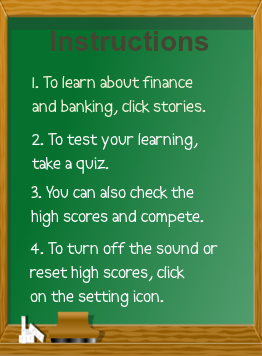 Instructions
1. To learn about finance
and banking, click stories.
2. To test your learning,
take a quiz.
3. You can also check the
high scores and compete.
4. To turn off the sound or
reset high scores, click
on the setting icon.